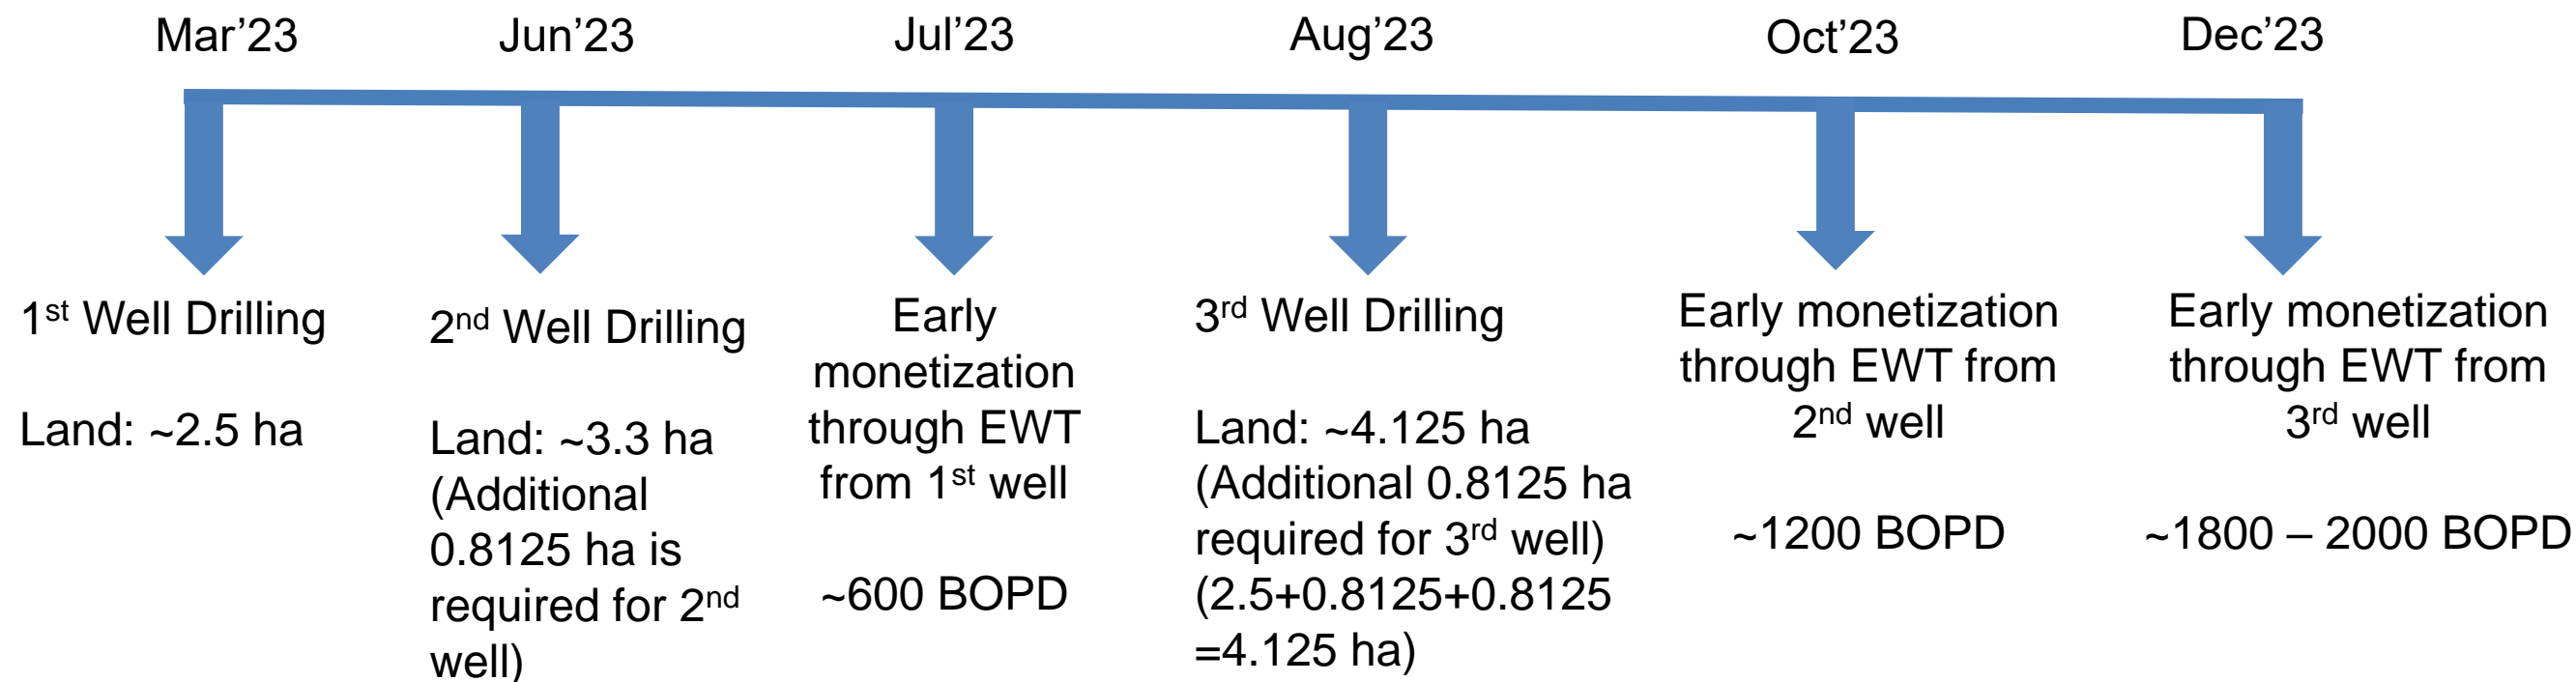 Mar’23
Jun’23
Jul’23
Aug’23
Oct’23
Dec’23
1st Well Drilling
Land: ~2.5 ha
2nd Well Drilling
Land: ~3.3 ha
(Additional
0.8125 ha is
required for 2nd
well)
Early
monetization
through EWT
from 1st well
~600 BOPD
3rd Well Drilling
Land: ~4.125 ha
(Additional 0.8125 ha
required for 3rd well)
(2.5+0.8125+0.8125
=4.125 ha)
Early monetization
through EWT from
2nd well
~1200 BOPD
Early monetization
through EWT from
3rd well
~1800 – 2000 BOPD